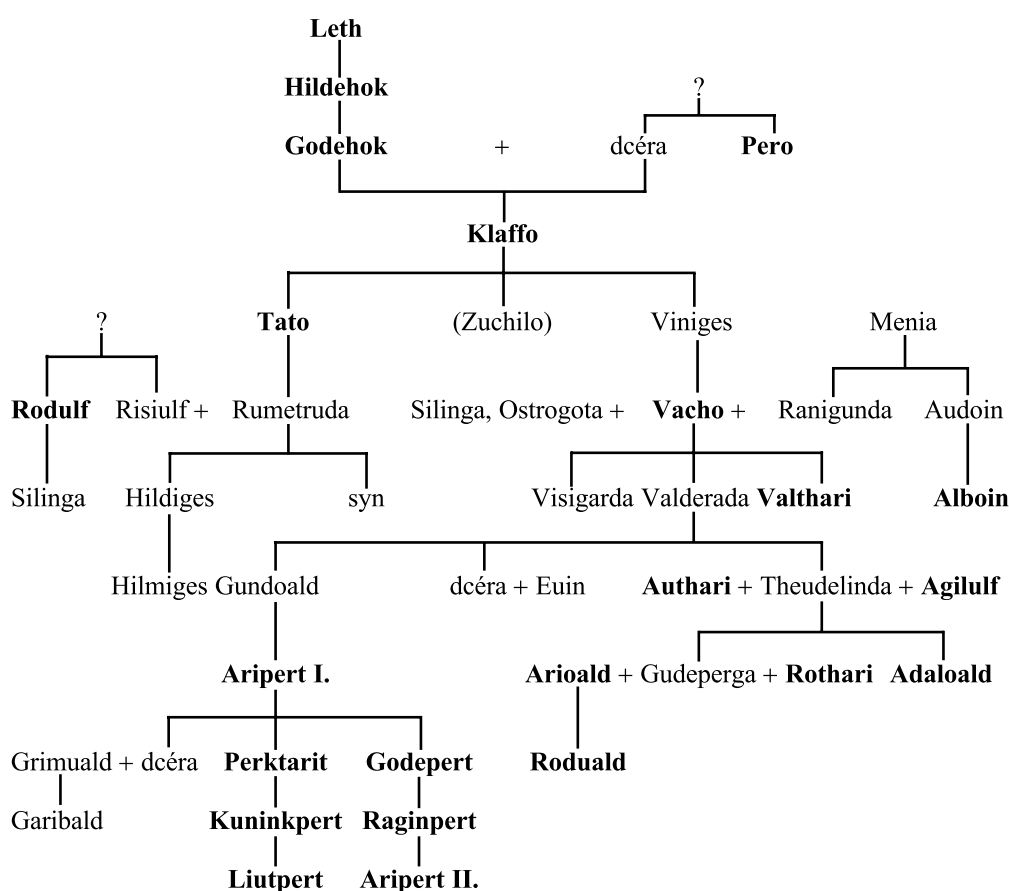 Leth
Hildehok
?
Godehok + dcéra Pero
Klaffo
? Tato (Zuchilo) Viniges Menia
Rodulf Risiulf + Rumetruda Silinga, Ostrogota + Vacho + Ranigunda Audoin
Silinga Hildiges syn Visigarda Valderada Valthari Alboin
Hilmiges Gundoald dcéra + Euin Authari + Theudelinda + Agilulf
Aripert I. Arioald + Gudeperga + Rothari Adaloald
Grimuald + dcéra Perktarit Godepert Roduald
Garibald Kuninkpert Raginpert
Liutpert Aripert II.